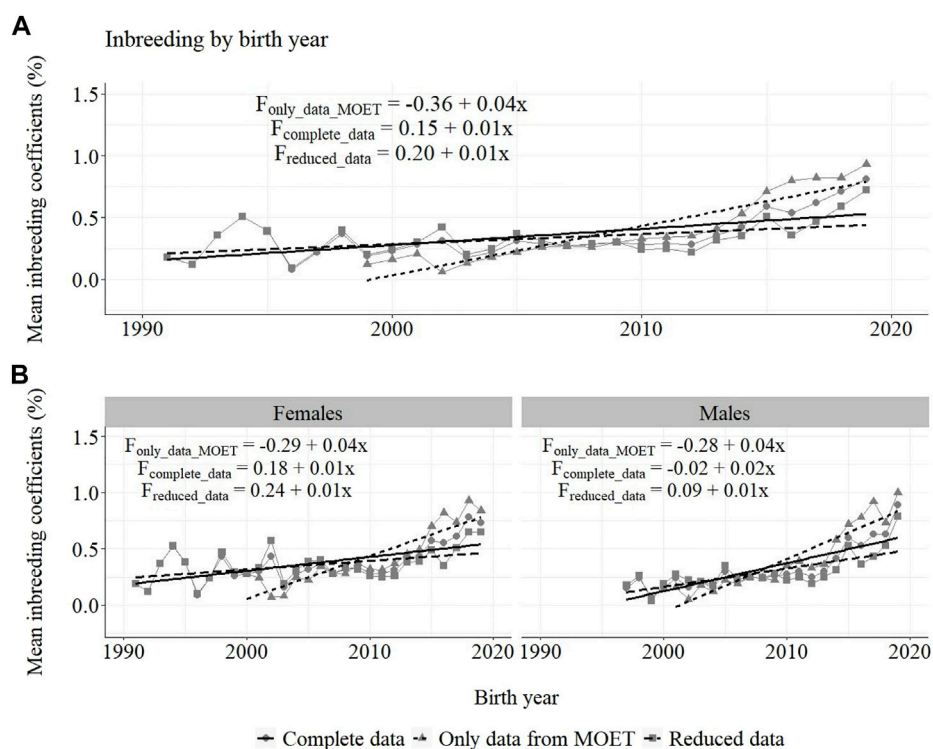 A
Inbreeding by birth year
Mean inbreeding coefficients (%)
1.5
1.0
0.5
0.0
F_only_data_MOET = -0.36 + 0.04x
F_complete_data = 0.15 + 0.01x
F_reduced_data = 0.20 + 0.01x
1990 2000 2010 2020
B
Mean inbreeding coefficients (%)
Females Males
1.5
1.0
0.5
0.0
F_only_data_MOET = -0.29 + 0.04x
F_complete_data = 0.18 + 0.01x
F_reduced_data = 0.24 + 0.01x
F_only_data_MOET = -0.28 + 0.04x
F_complete_data = -0.02 + 0.02x
F_reduced_data = 0.09 + 0.01x
1990 2000 2010 2020 1990 2000 2010 2020
Birth year
Complete data Only data from MOET Reduced data